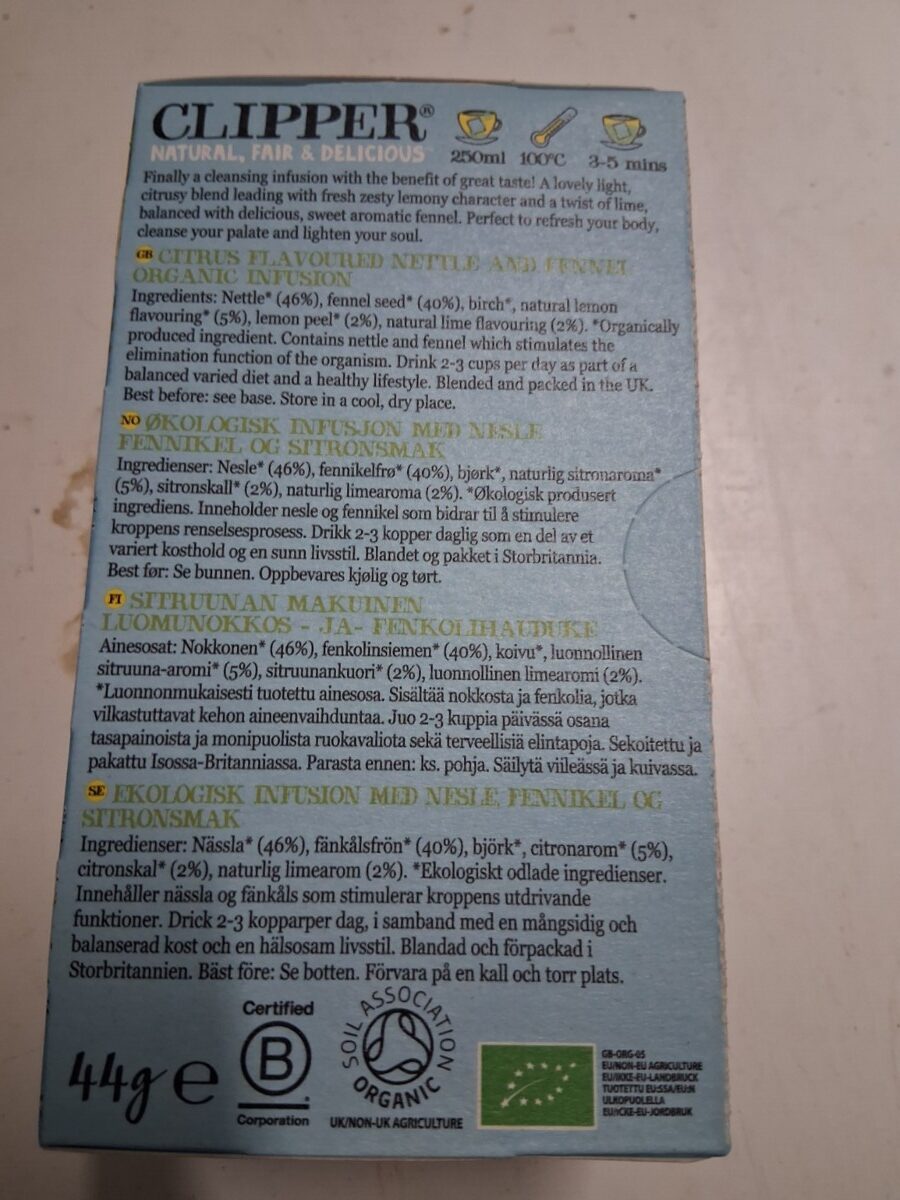 CLIPPER®
NATURAL, FAIR & DELICIOUS™
250ml 100°C 3-5 mins
Finally a cleansing infusion with the benefit of great taste! A lovely light,
citrusy blend leading with fresh zesty lemony character and a twist of lime,
balanced with delicious, sweet aromatic fennel. Perfect to refresh your body,
cleanse your palate and lighten your soul.
GB CITRUS FLAVOURED NETTLE AND FENNEL
ORGANIC INFUSION
Ingredients: Nettle* (46%), fennel seed* (40%), birch*, natural lemon
flavouring* (5%), lemon peel* (2%), natural lime flavouring (2%). *Organically
produced ingredient. Contains nettle and fennel which stimulates the
elimination function of the organism. Drink 2-3 cups per day as part of a
balanced varied diet and a healthy lifestyle. Blended and packed in the UK.
Best before: see base. Store in a cool, dry place.
NO ØKOLOGISK INFUSJON MED NESLE
FENNIKEL OG SITRONSMAK
Ingredienser: Nesle* (46%), fennikelfrø* (40%), bjørk*, naturlig sitronaroma*
(5%), sitronskall* (2%), naturlig limearoma (2%). *Økologisk produsert
ingrediens. Inneholder nesle og fennikel som bidrar til å stimulere
kroppens renselsesprosess. Drikk 2-3 kopper daglig som en del av et
variert kosthold og en sunn livsstil. Blandet og pakket i Storbritannia.
Best før: Se bunnen. Oppbevares kjølig og tørt.
FI SITRUUNAN MAKUINEN
LUOMUNOKKOS - JA- FENKOLIHAUDUKE
Ainesosat: Nokkonen* (46%), fenkolinsiemen* (40%), koivu*, luonnollinen
sitruuna-aromi* (5%), sitruunankuori* (2%), luonnollinen limearomi (2%).
*Luonnonmukaisesti tuotettu ainesosa. Sisältää nokkosta ja fenkolia, jotka
vilkastuttavat kehon aineenvaihduntaa. Juo 2-3 kuppia päivässä osana
tasapainoista ja monipuolista ruokavaliota sekä terveellisiä elintapoja. Sekoitettu ja
pakattu Isossa-Britanniassa. Parasta ennen: ks. pohja. Säilytä viileässä ja kuivassa.
SE EKOLOGISK INFUSION MED NESLE, FENNIKEL OG
SITRONSMAK
Ingredienser: Nässla* (46%), fänkålsfrön* (40%), björk*, citronarom* (5%),
citronskal* (2%), naturlig limearom (2%). *Ekologiskt odlade ingredienser.
Innehåller nässla og fänkåls som stimulerar kroppens utdrivande
funktioner. Drick 2-3 kopparper dag, i samband med en mångsidig och
balanserad kost och en hälsosam livsstil. Blandad och förpackad i
Storbritannien. Bäst före: Se botten. Förvara på en kall och torr plats.
44g e
Certified
B
Corporation
SOIL ASSOCIATION
ORGANIC
UK/NON-UK AGRICULTURE
GB-ORG-05
EU/NON-EU AGRICULTURE
EU/IKKE-EU-LANDBRUCK
TUOTETTU EU:SSA/EU:N
ULKOPUOLELLA
EU/ICKE-EU-JORDBRUK